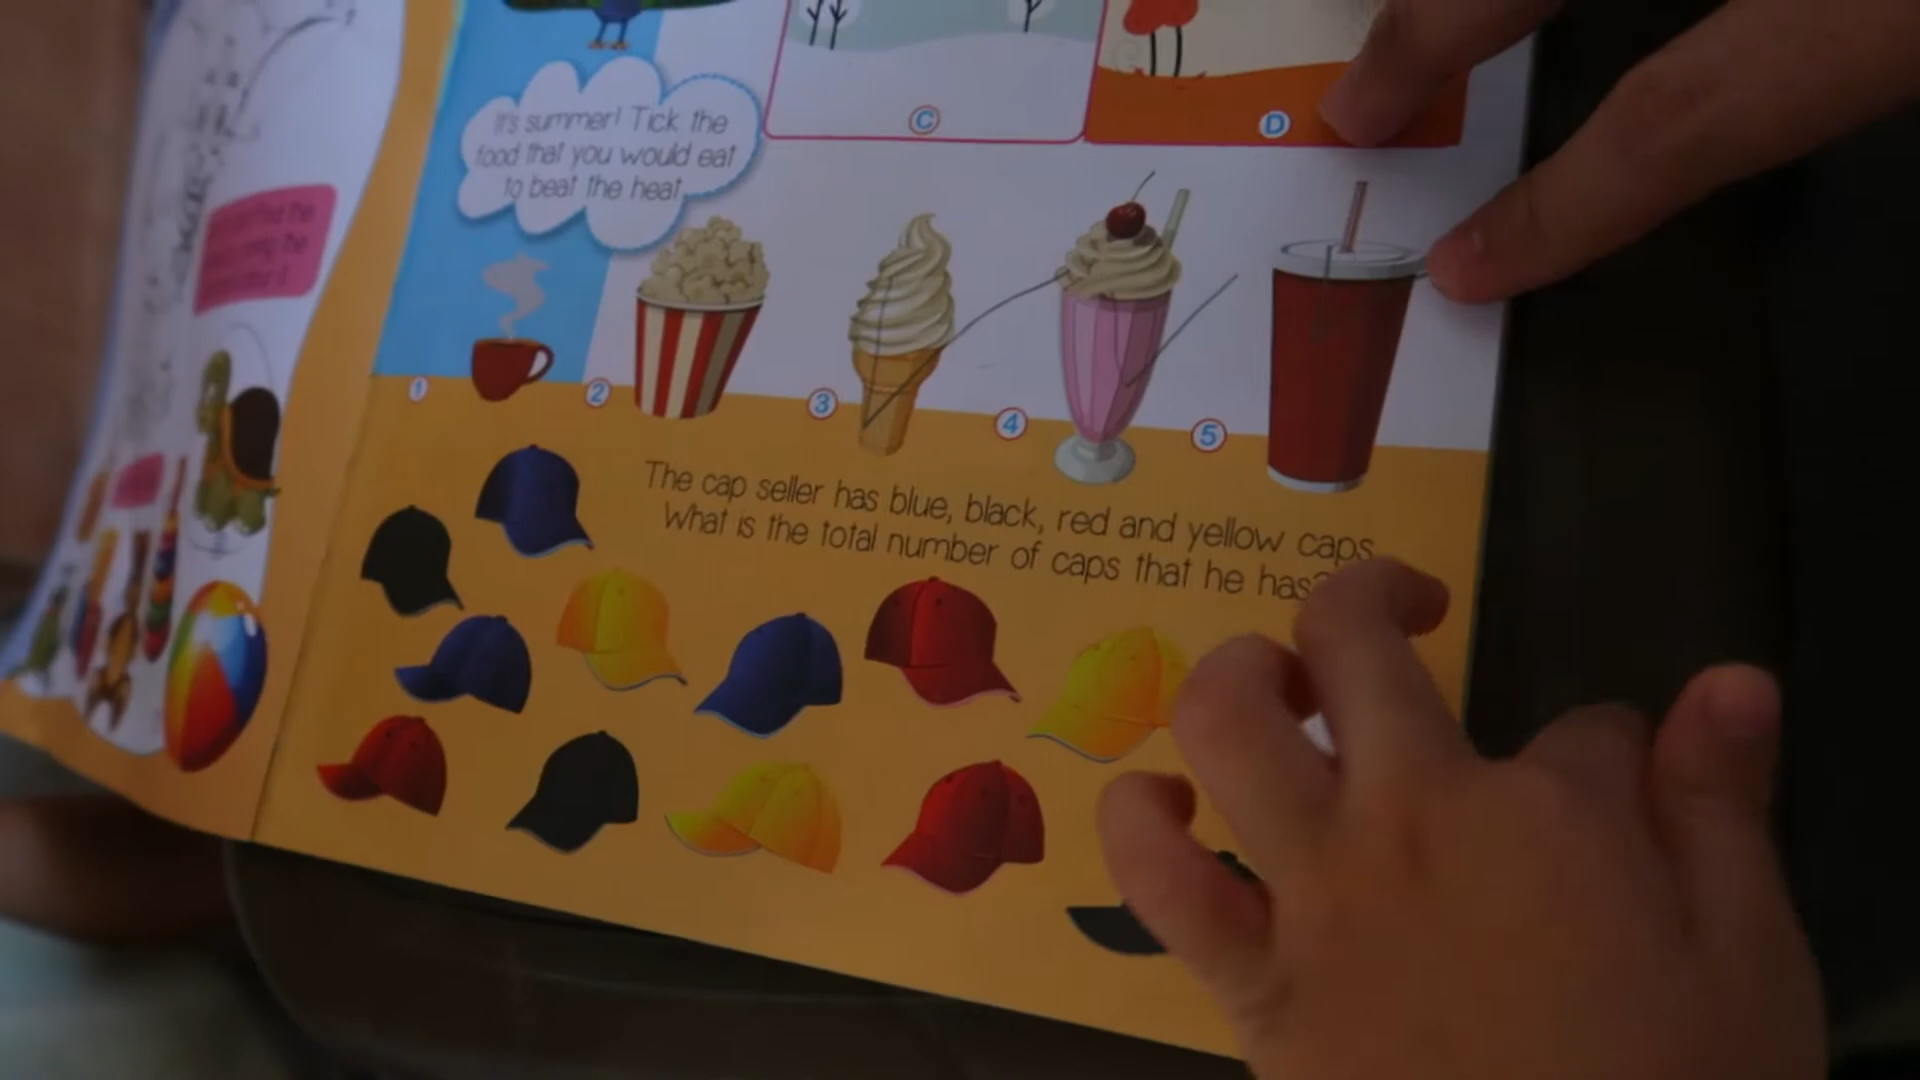 C
D
It's summer! Tick the
food that you would eat
to beat the heat.
1
2
3
4
5
The cap seller has blue, black, red and yellow caps.
What is the total number of caps that he has?